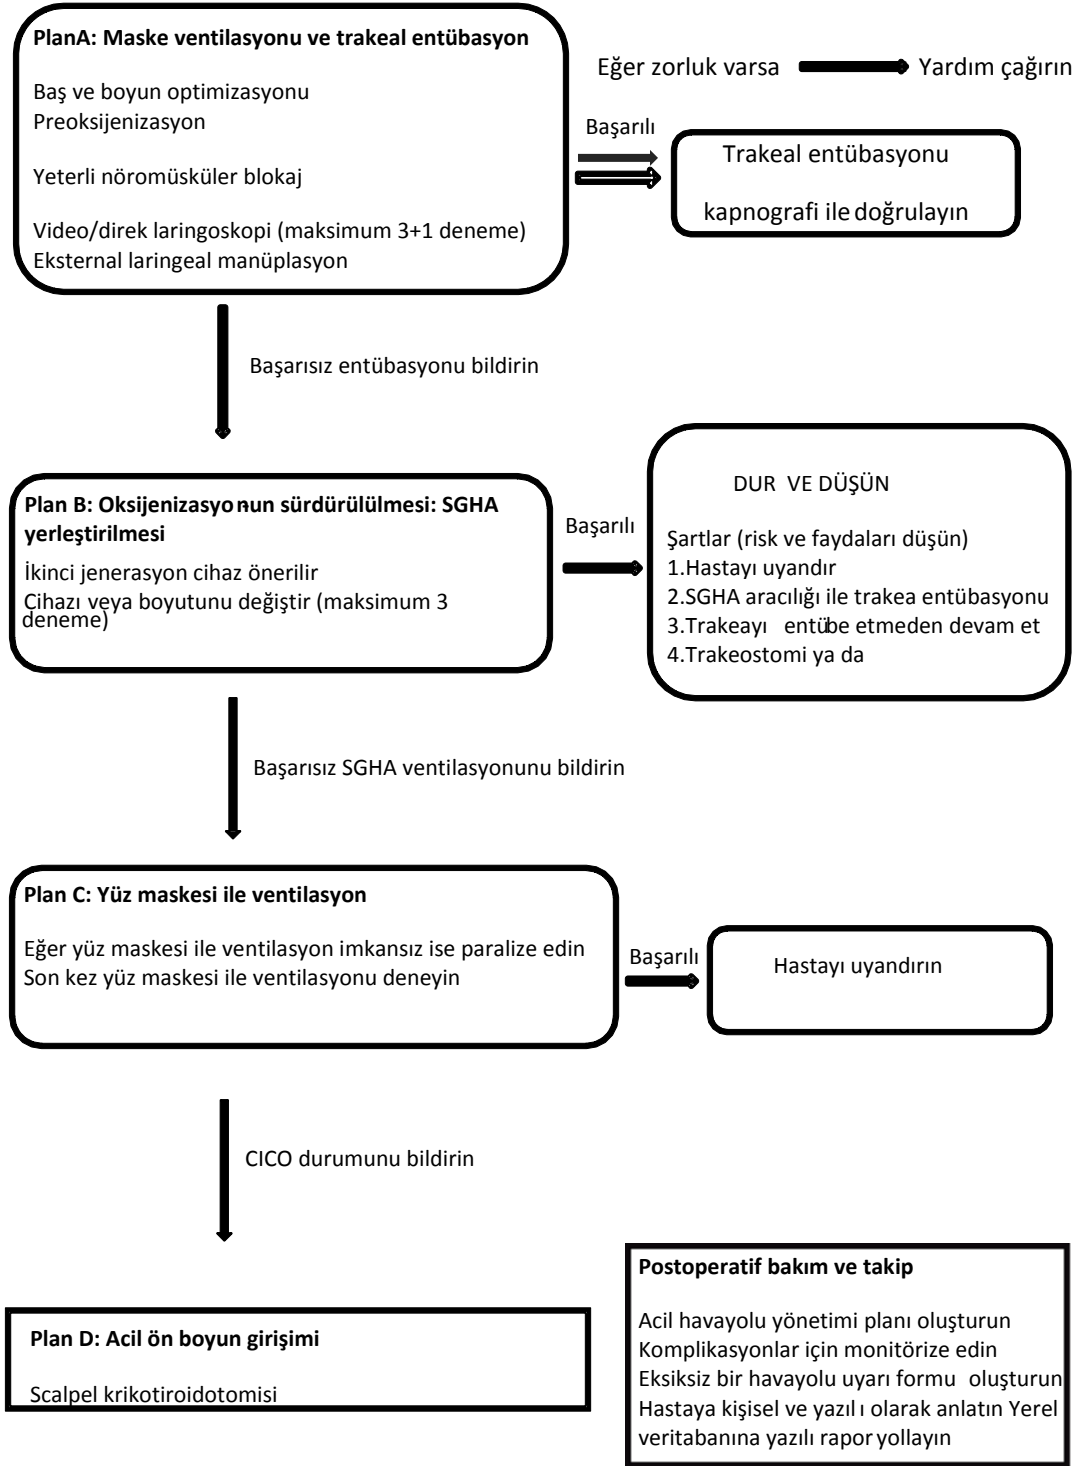 PlanA: Maske ventilasyonu ve trakeal entübasyon
Baş ve boyun optimizasyonu
Preoksijenizasyon
Yeterli nöromüsküler blokaj
Video/direk laringoskopi (maksimum 3+1 deneme)
Eksternal laringeal manüplasyon
Eğer zorluk varsa
Yardım çağırın
Başarılı
Trakeal entübasyonu
kapnografi ile doğrulayın
Başarısız entübasyonu bildirin
Plan B: Oksijenizasyonun sürdürülülmesi: SGHA
yerleştirilmesi
İkinci jenerasyon cihaz önerilir
Cihazı veya boyutunu değiştir (maksimum 3
deneme)
Başarılı
DUR VE DÜŞÜN
Şartlar (risk ve faydaları düşün)
1.Hastayı uyandır
2.SGHA aracılığı ile trakea entübasyonu
3.Trakeayı entübe etmeden devam et
4.Trakeostomi ya da
Başarısız SGHA ventilasyonunu bildirin
Plan C: Yüz maskesi ile ventilasyon
Eğer yüz maskesi ile ventilasyon imkansız ise paralize edin
Son kez yüz maskesi ile ventilasyonu deneyin
Başarılı
Hastayı uyandırın
CICO durumunu bildirin
Plan D: Acil ön boyun girişimi
Scalpel krikotiroidotomisi
Postoperatif bakım ve takip
Acil havayolu yönetimi planı oluşturun
Komplikasyonlar için monitörize edin
Eksiksiz bir havayolu uyarı formu oluşturun
Hastaya kişisel ve yazılı olarak anlatın Yerel
veritabanına yazılı rapor yollayın